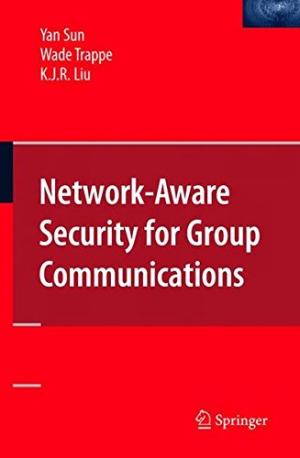 Yan Sun
Wade Trappe
K.J.R. Liu
Network-Aware
Security for Group
Communications
Springer